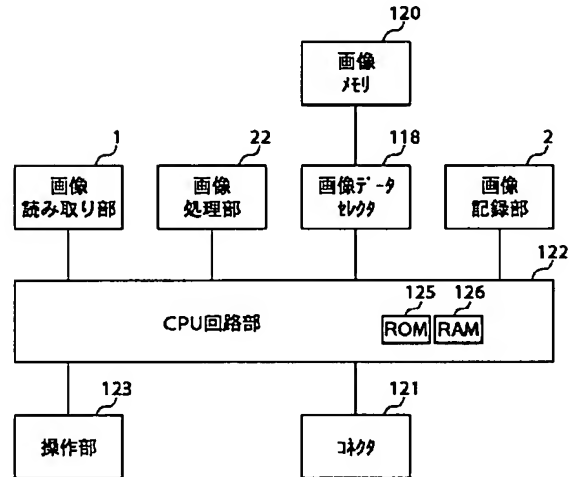 120
画像
ﾒﾓﾘ
1
22
118
2
画像
読み取り部
画像
処理部
画像ﾃﾞｰﾀ
ｾﾚｸﾀ
画像
記録部
122
125
126
CPU回路部
ROM
RAM
123
121
操作部
ｺﾈｸﾀ